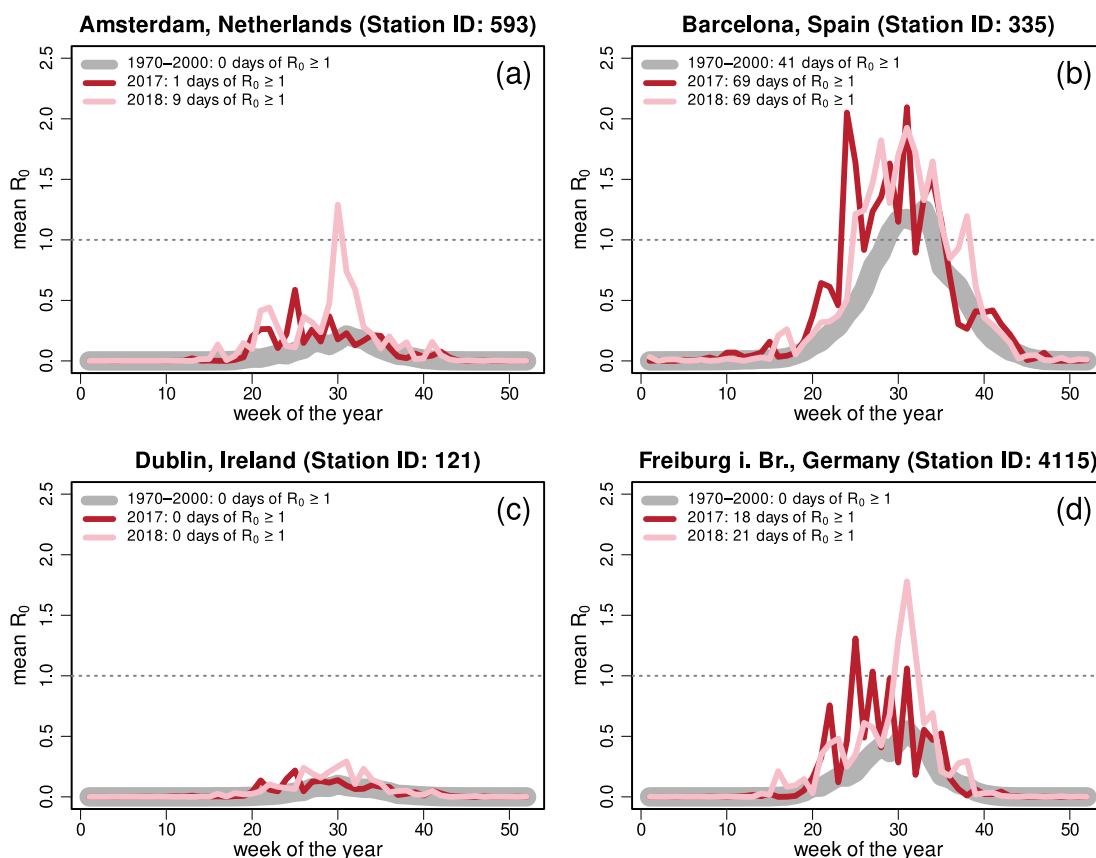 Amsterdam, Netherlands (Station ID: 593)
1970–2000: 0 days of R0 ≥ 1
2017: 1 days of R0 ≥ 1
2018: 9 days of R0 ≥ 1
(a)
mean R0
0.0 0.5 1.0 1.5 2.0 2.5
0 10 20 30 40 50
week of the year
Barcelona, Spain (Station ID: 335)
1970–2000: 41 days of R0 ≥ 1
2017: 69 days of R0 ≥ 1
2018: 69 days of R0 ≥ 1
(b)
mean R0
0.0 0.5 1.0 1.5 2.0 2.5
0 10 20 30 40 50
week of the year
Dublin, Ireland (Station ID: 121)
1970–2000: 0 days of R0 ≥ 1
2017: 0 days of R0 ≥ 1
2018: 0 days of R0 ≥ 1
(c)
mean R0
0.0 0.5 1.0 1.5 2.0 2.5
0 10 20 30 40 50
week of the year
Freiburg i. Br., Germany (Station ID: 4115)
1970–2000: 0 days of R0 ≥ 1
2017: 18 days of R0 ≥ 1
2018: 21 days of R0 ≥ 1
(d)
mean R0
0.0 0.5 1.0 1.5 2.0 2.5
0 10 20 30 40 50
week of the year